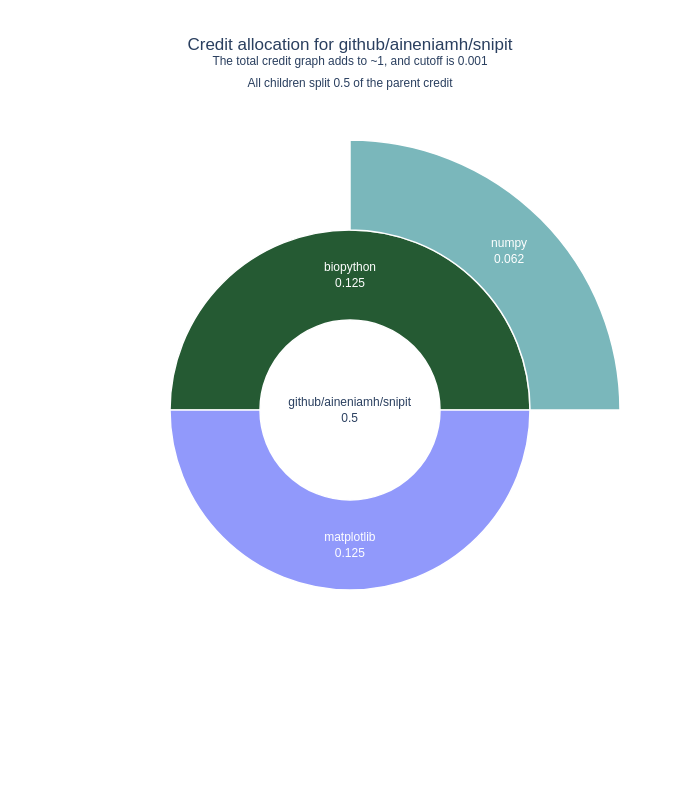 Credit allocation for github/aineniamh/snipit
The total credit graph adds to ~1, and cutoff is 0.001
All children split 0.5 of the parent credit
numpy
0.062
biopython
0.125
github/aineniamh/snipit
0.5
matplotlib
0.125